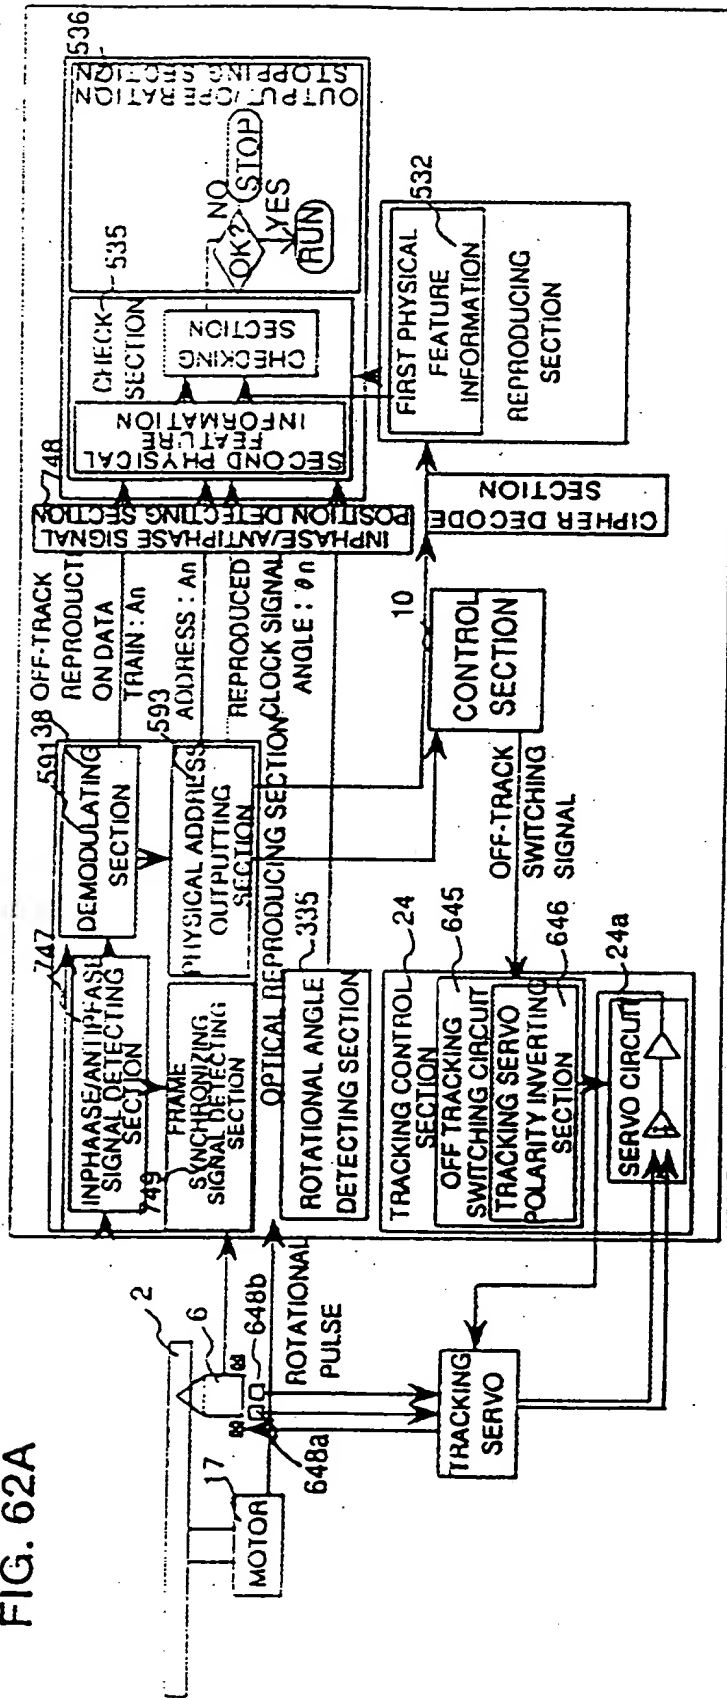 FIG. 62A
2
6
17
MOTOR
648a
648b
ROTATIONAL
PULSE
TRACKING
SERVO
747
INPHAASE/ANTIPFASE
SIGNAL DETECTING
SECTION
749
FRAME
SYNCHRONIZING
SIGNAL DETECTING
SECTION
591
38
DEMODULATING
SECTION
593
PHYSICAL ADDRESS
OUTPUTTING
SECTION
OPTICAL REPRODUCING SECTION
335
ROTATIONAL ANGLE
DETECTING SECTION
24
TRACKING CONTROL
SECTION
645
OFF TRACKING
SWITCHING CIRCUIT
646
TRACKING SERVO
POLARITY INVERTING
SECTION
24a
SERVO CIRCUIT
OFF-TRACK
REPRODUCTI
ON DATA
TRAIN : An
ADDRESS : An
REPRODUCED
CLOCK SIGNAL
ANGLE : θn
10
CONTROL
SECTION
OFF-TRACK
SWITCHING
SIGNAL
748
INPHASE/ANTIPHASE SIGNAL
POSITION DETECTING SECTION
CIPHER DECODE
SECTION
535
CHECK
SECTION
SECOND PHYSICAL
FEATURE
INFORMATION
CHECKING
SECTION
536
OUTPUT/OPERATION
STOPPING SECTION
OK?
NO
STOP
YES
RUN
532
FIRST PHYSICAL
FEATURE
INFORMATION
REPRODUCING
SECTION